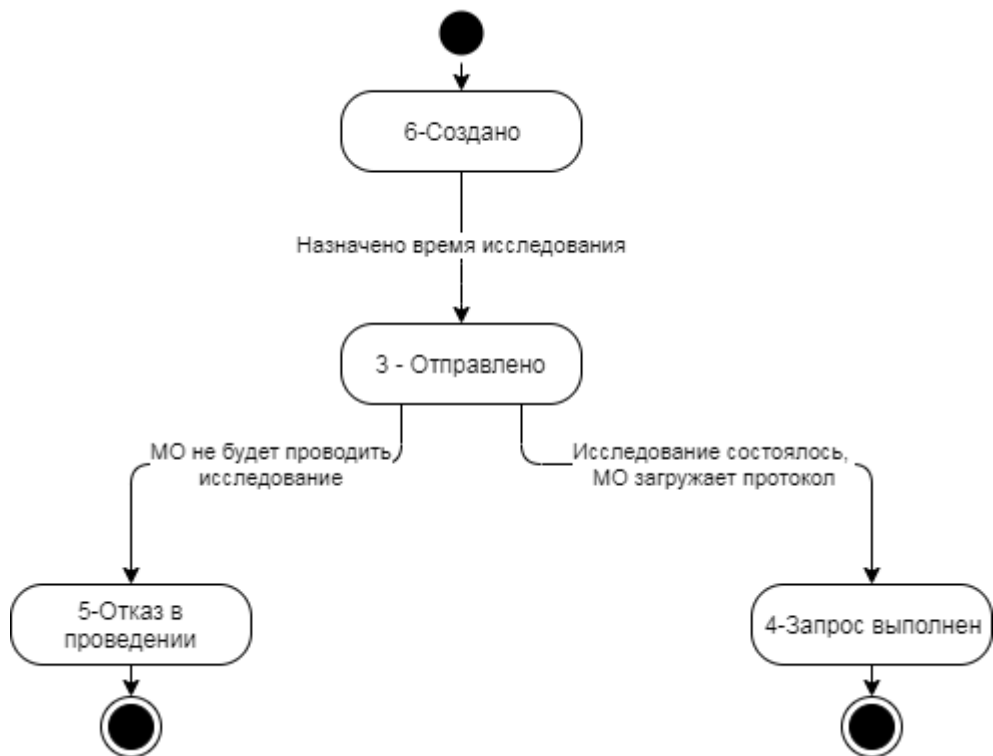 6-Создано
Назначено время исследования
3 - Отправлено
МО не будет проводить
исследование
Исследование состоялось,
МО загружает протокол
5-Отказ в
проведении
4-Запрос выполнен